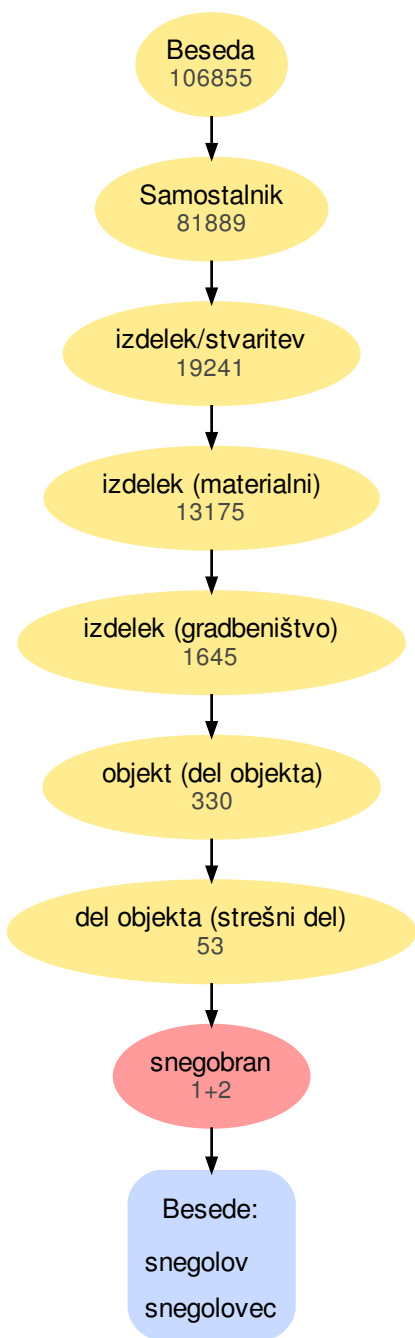 Beseda
106855
Samostalnik
81889
izdelek/stvaritev
19241
izdelek (materialni)
13175
izdelek (gradbeništvo)
1645
objekt (del objekta)
330
del objekta (strešni del)
53
snegobran
1+2
Besede:
snegolov
snegolovec